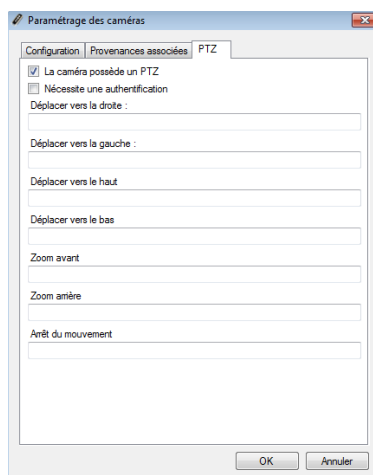 Paramétrage des caméras
Configuration Provenances associées PTZ
La caméra possède un PTZ
Nécessite une authentification
Déplacer vers la droite :
Déplacer vers la gauche :
Déplacer vers le haut
Déplacer vers le bas
Zoom avant
Zoom arrière
Arrêt du mouvement
OK Annuler